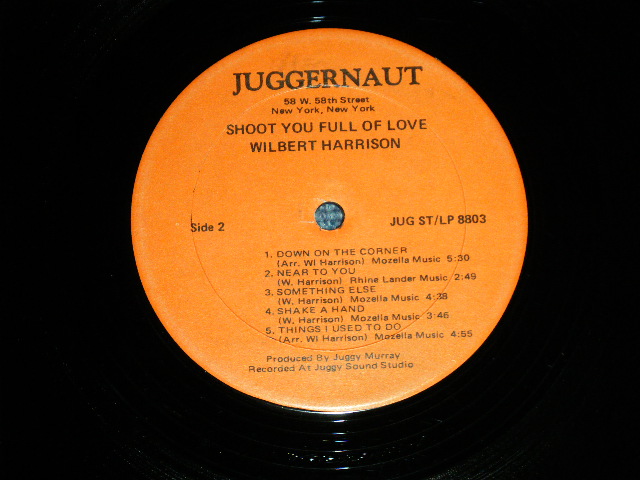 JUGGERNAUT
58 W. 58th Street
New York, New York
SHOOT YOU FULL OF LOVE
WILBERT HARRISON
Side 2
JUG ST/LP 8803
1. DOWN ON THE CORNER
(Arr. WI Harrison) Mozella Music 5:30
2. NEAR TO YOU
(W. Harrison) Rhine Lander Music 2:49
3. SOMETHING ELSE
(W. Harrison) Mozella Music 4:38
4. SHAKE A HAND
(W. Harrison) Mozella Music 3:46
5. THINGS I USED TO DO
(Arr. WI Harrison) Mozella Music 4:55
Produced By Juggy Murray
Recorded At Juggy Sound Studio